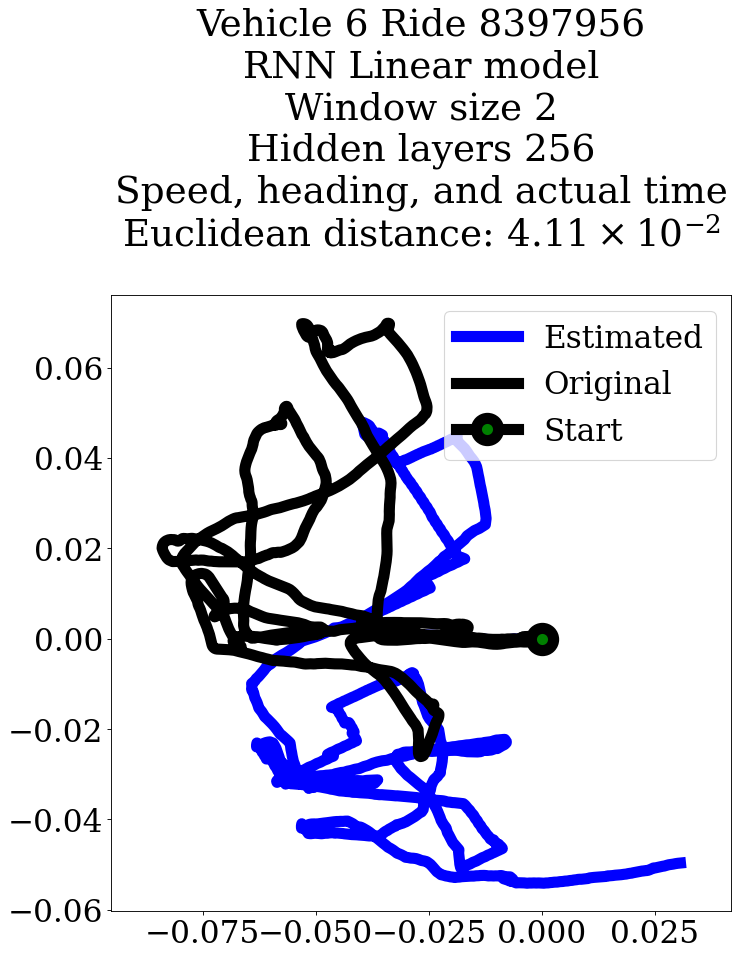 Vehicle 6 Ride 8397956
RNN Linear model
Window size 2
Hidden layers 256
Speed, heading, and actual time
Euclidean distance: 4.11 × 10⁻²
Estimated
Original
Start
0.06
0.04
0.02
0.00
−0.02
−0.04
−0.06
−0.075 −0.050 −0.025 0.000 0.025